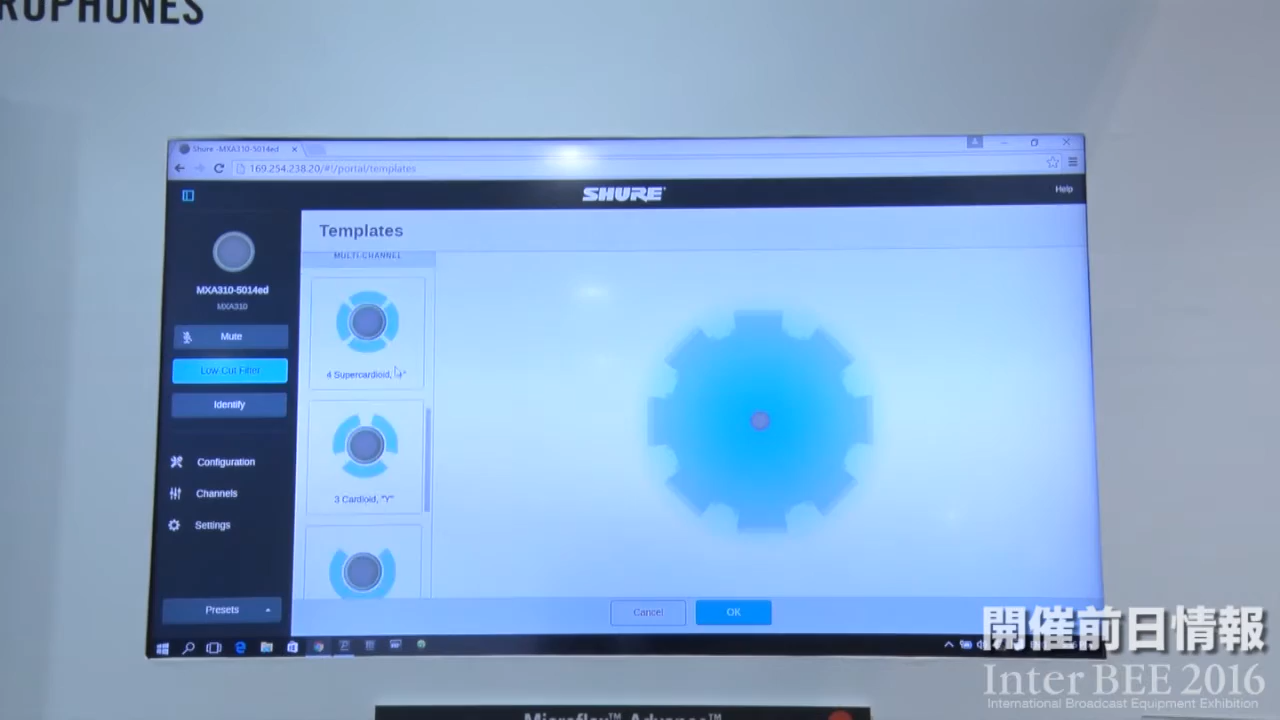 ROPHONES
Shure -MXA310-5014ed
169.254.238.20/#!/portal/templates
SHURE
Help
Templates
MULTI-CHANNEL
MXA310-5014ed
MXA310
Mute
Low Cut Filter
Identify
4 Supercardioid,
3 Cardioid, "Y"
Configuration
Channels
Settings
Presets
Cancel
OK
開催前日情報
Inter BEE 2016
International Broadcast Equipment Exhibition
Microflex™ Advance™